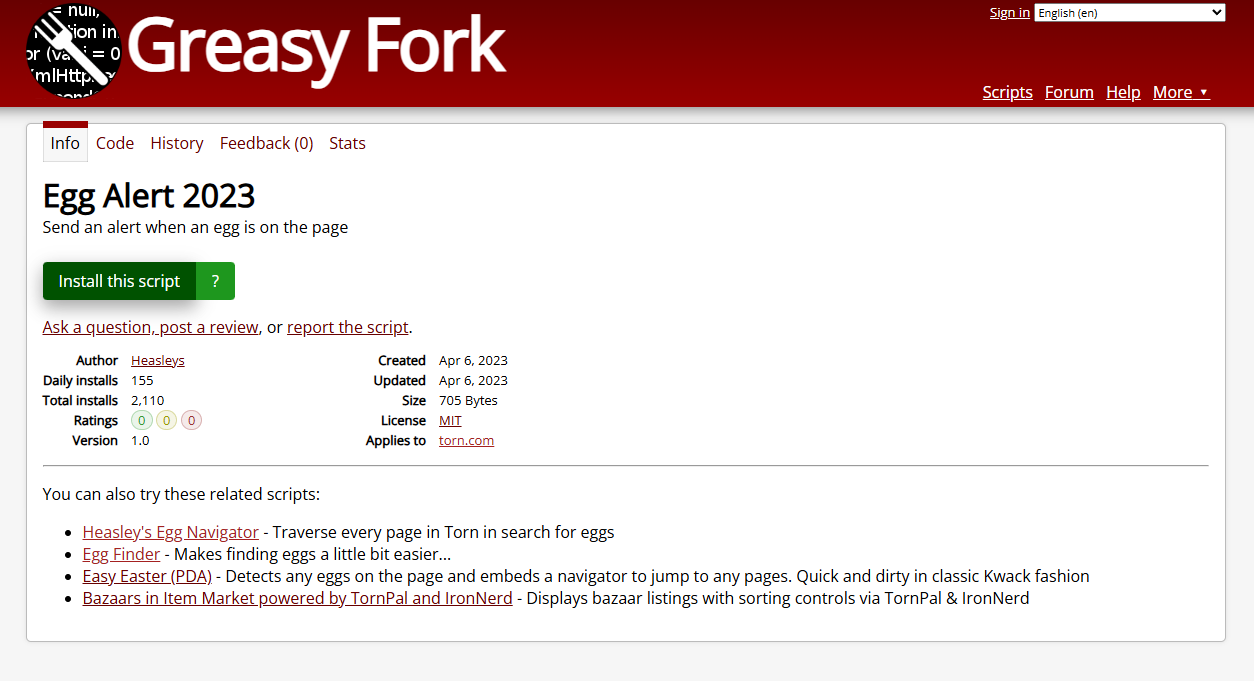 = null,
ion in
or (va i = 0
mlHttp
Greasy Fork
Sign in English (en)
Scripts Forum Help More ▼
Info Code History Feedback (0) Stats
Egg Alert 2023
Send an alert when an egg is on the page
Install this script ?
Ask a question, post a review, or report the script.
Author Heasleys Created Apr 6, 2023
Daily installs 155 Updated Apr 6, 2023
Total installs 2,110 Size 705 Bytes
Ratings 0 0 0 License MIT
Version 1.0 Applies to torn.com
You can also try these related scripts:
• Heasley's Egg Navigator - Traverse every page in Torn in search for eggs
• Egg Finder - Makes finding eggs a little bit easier...
• Easy Easter (PDA) - Detects any eggs on the page and embeds a navigator to jump to any pages. Quick and dirty in classic Kwack fashion
• Bazaars in Item Market powered by TornPal and IronNerd - Displays bazaar listings with sorting controls via TornPal & IronNerd